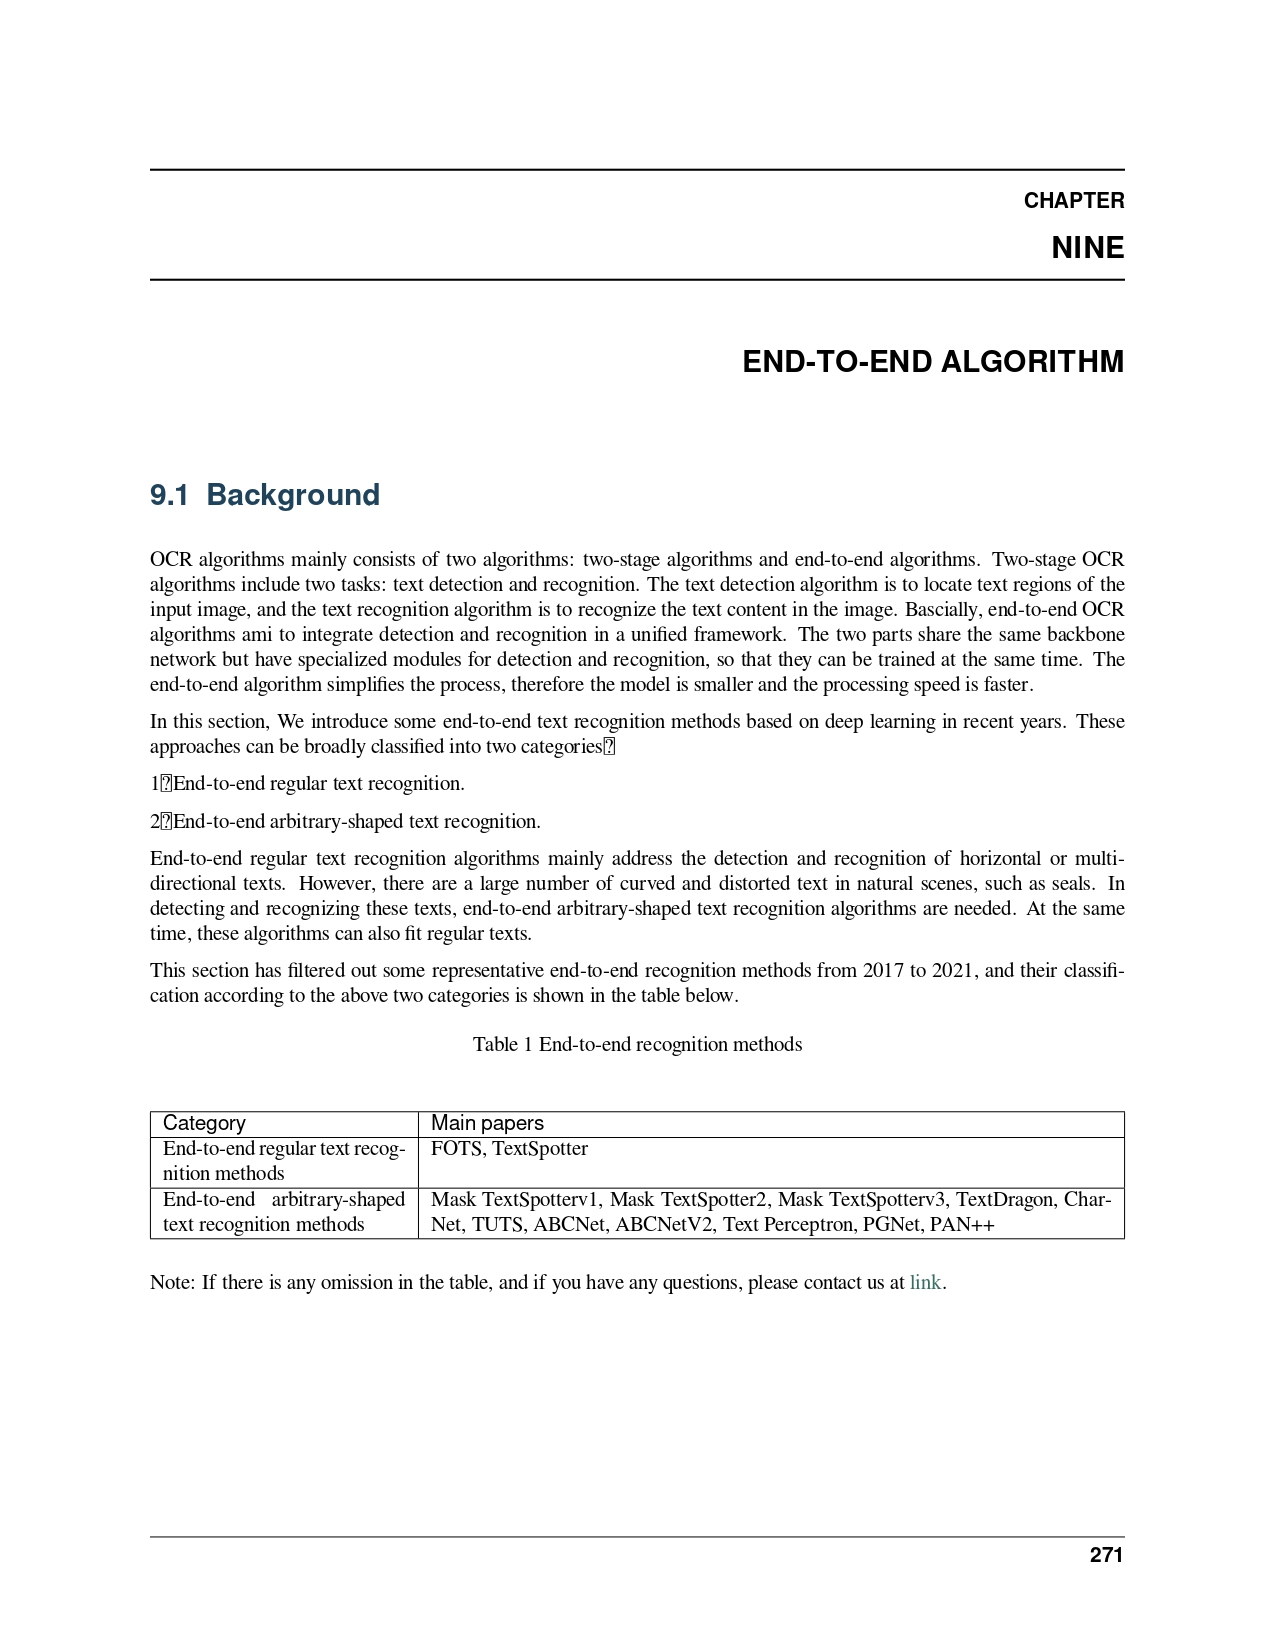 CHAPTER
NINE
END-TO-END ALGORITHM
9.1 Background
OCR algorithms mainly consists of two algorithms: two-stage algorithms and end-to-end algorithms. Two-stage OCR
algorithms include two tasks: text detection and recognition. The text detection algorithm is to locate text regions of the
input image, and the text recognition algorithm is to recognize the text content in the image. Bascially, end-to-end OCR
algorithms ami to integrate detection and recognition in a unified framework. The two parts share the same backbone
network but have specialized modules for detection and recognition, so that they can be trained at the same time. The
end-to-end algorithm simplifies the process, therefore the model is smaller and the processing speed is faster.
In this section, We introduce some end-to-end text recognition methods based on deep learning in recent years. These
approaches can be broadly classified into two categories⍰
1⍰End-to-end regular text recognition.
2⍰End-to-end arbitrary-shaped text recognition.
End-to-end regular text recognition algorithms mainly address the detection and recognition of horizontal or multi-
directional texts. However, there are a large number of curved and distorted text in natural scenes, such as seals. In
detecting and recognizing these texts, end-to-end arbitrary-shaped text recognition algorithms are needed. At the same
time, these algorithms can also fit regular texts.
This section has filtered out some representative end-to-end recognition methods from 2017 to 2021, and their classifi-
cation according to the above two categories is shown in the table below.
Table 1 End-to-end recognition methods
Category Main papers
End-to-end regular text recog- FOTS, TextSpotter
nition methods
End-to-end arbitrary-shaped Mask TextSpotterv1, Mask TextSpotter2, Mask TextSpotterv3, TextDragon, Char-
text recognition methods Net, TUTS, ABCNet, ABCNetV2, Text Perceptron, PGNet, PAN++
Note: If there is any omission in the table, and if you have any questions, please contact us at link.
271